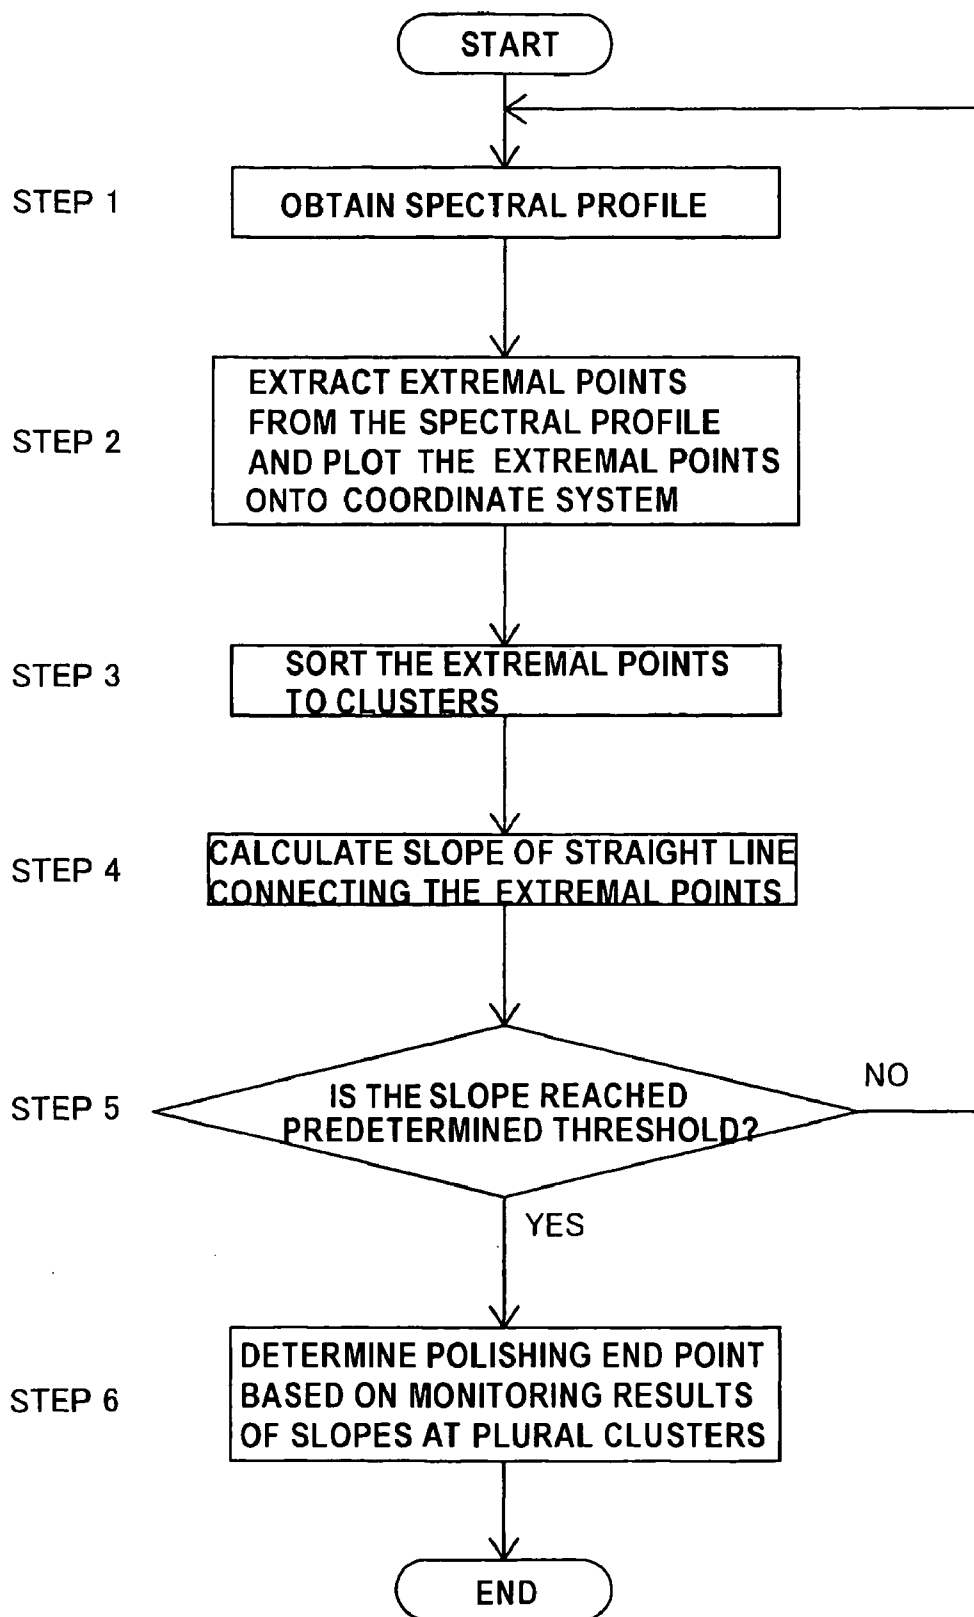 START
STEP 1
OBTAIN SPECTRAL PROFILE
STEP 2
EXTRACT EXTREMAL POINTS
FROM THE SPECTRAL PROFILE
AND PLOT THE EXTREMAL POINTS
ONTO COORDINATE SYSTEM
STEP 3
SORT THE EXTREMAL POINTS
TO CLUSTERS
STEP 4
CALCULATE SLOPE OF STRAIGHT LINE
CONNECTING THE EXTREMAL POINTS
STEP 5
IS THE SLOPE REACHED
PREDETERMINED THRESHOLD?
NO
YES
STEP 6
DETERMINE POLISHING END POINT
BASED ON MONITORING RESULTS
OF SLOPES AT PLURAL CLUSTERS
END